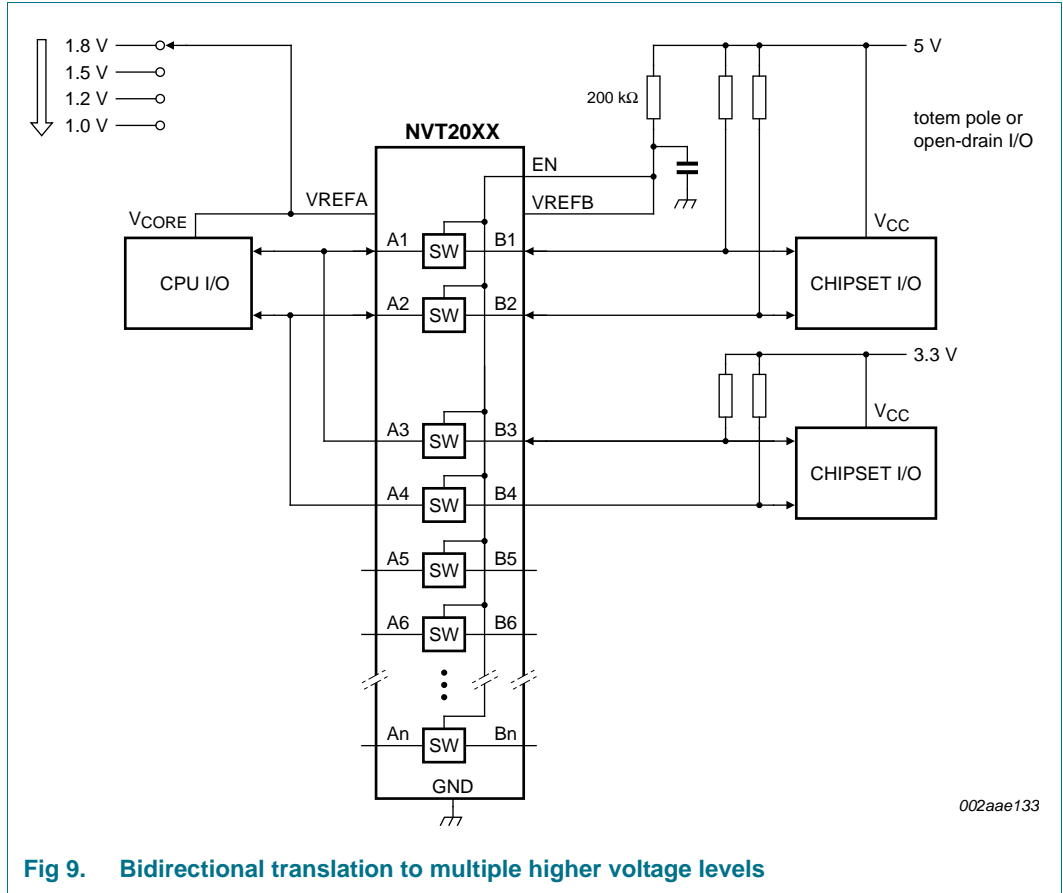 1.8 V
1.5 V
1.2 V
1.0 V
5 V
200 kΩ
totem pole or
open-drain I/O
NVT20XX
EN
VREFA
VREFB
VCORE
VCC
A1
SW
B1
CPU I/O
CHIPSET I/O
A2
SW
B2
3.3 V
VCC
A3
SW
B3
CHIPSET I/O
A4
SW
B4
A5
SW
B5
A6
SW
B6
An
SW
Bn
GND
002aae133
Fig 9. Bidirectional translation to multiple higher voltage levels